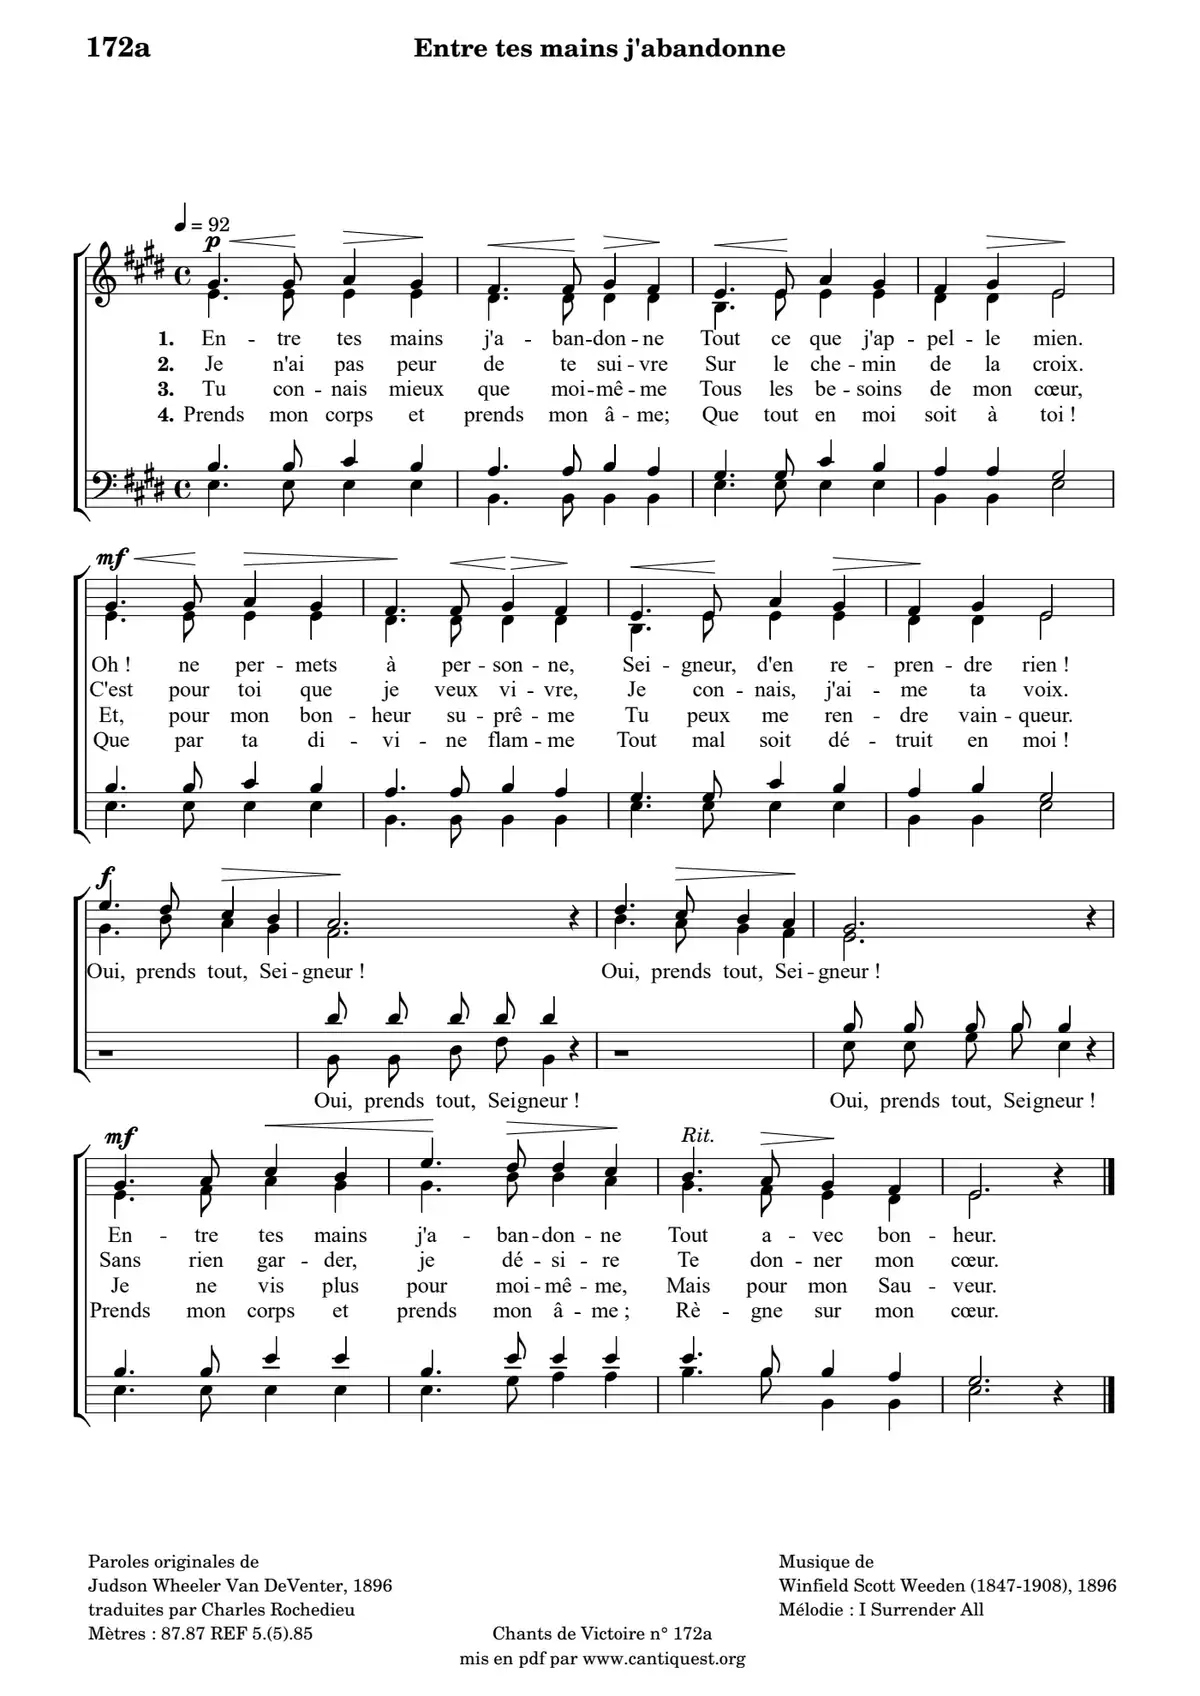 172a Entre tes mains j'abandonne
♩ = 92
p
1. En - tre tes mains j'a - ban-don - ne Tout ce que j'ap - pel - le mien.
2. Je n'ai pas peur de te sui - vre Sur le che - min de la croix.
3. Tu con - nais mieux que moi-mê - me Tous les be - soins de mon cœur,
4. Prends mon corps et prends mon â - me; Que tout en moi soit à toi !
mf
Oh ! ne per - mets à per - son - ne, Sei - gneur, d'en re - pren - dre rien !
C'est pour toi que je veux vi - vre, Je con - nais, j'ai - me ta voix.
Et, pour mon bon - heur su - prê - me Tu peux me ren - dre vain - queur.
Que par ta di - vi - ne flam - me Tout mal soit dé - truit en moi !
f
Oui, prends tout, Sei - gneur ! Oui, prends tout, Sei - gneur !
Oui, prends tout, Seigneur ! Oui, prends tout, Seigneur !
mf Rit.
En - tre tes mains j'a - ban - don - ne Tout a - vec bon - heur.
Sans rien gar - der, je dé - si - re Te don - ner mon cœur.
Je ne vis plus pour moi - mê - me, Mais pour mon Sau - veur.
Prends mon corps et prends mon â - me ; Rè - gne sur mon cœur.
Paroles originales de
Judson Wheeler Van DeVenter, 1896
traduites par Charles Rochedieu
Mètres : 87.87 REF 5.(5).85
Musique de
Winfield Scott Weeden (1847-1908), 1896
Mélodie : I Surrender All
Chants de Victoire n° 172a
mis en pdf par www.cantiquest.org